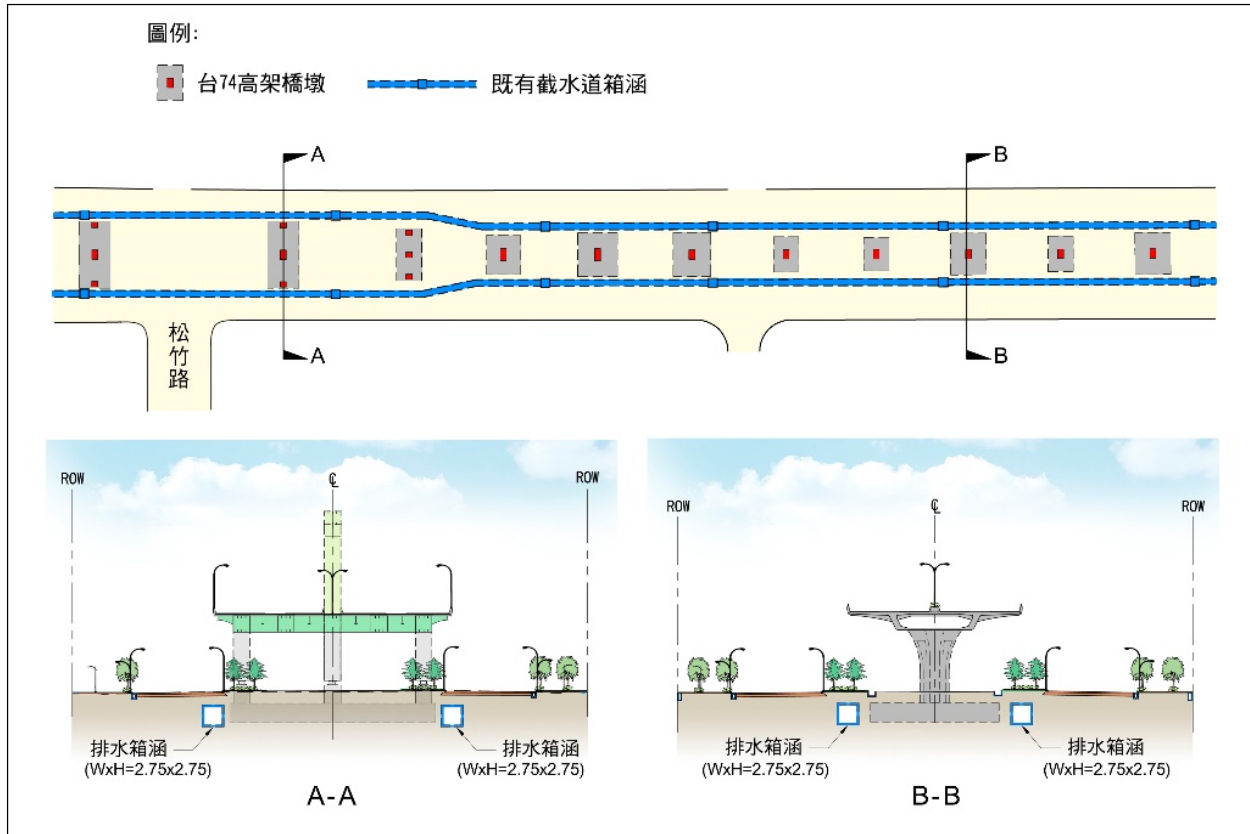 圖例:
台74高架橋墩
既有截水道箱涵
A
B
松竹路
A
B
ROW
℄
ROW
ROW
℄
ROW
排水箱涵
(WxH=2.75x2.75)
排水箱涵
(WxH=2.75x2.75)
排水箱涵
(WxH=2.75x2.75)
排水箱涵
(WxH=2.75x2.75)
A-A
B-B